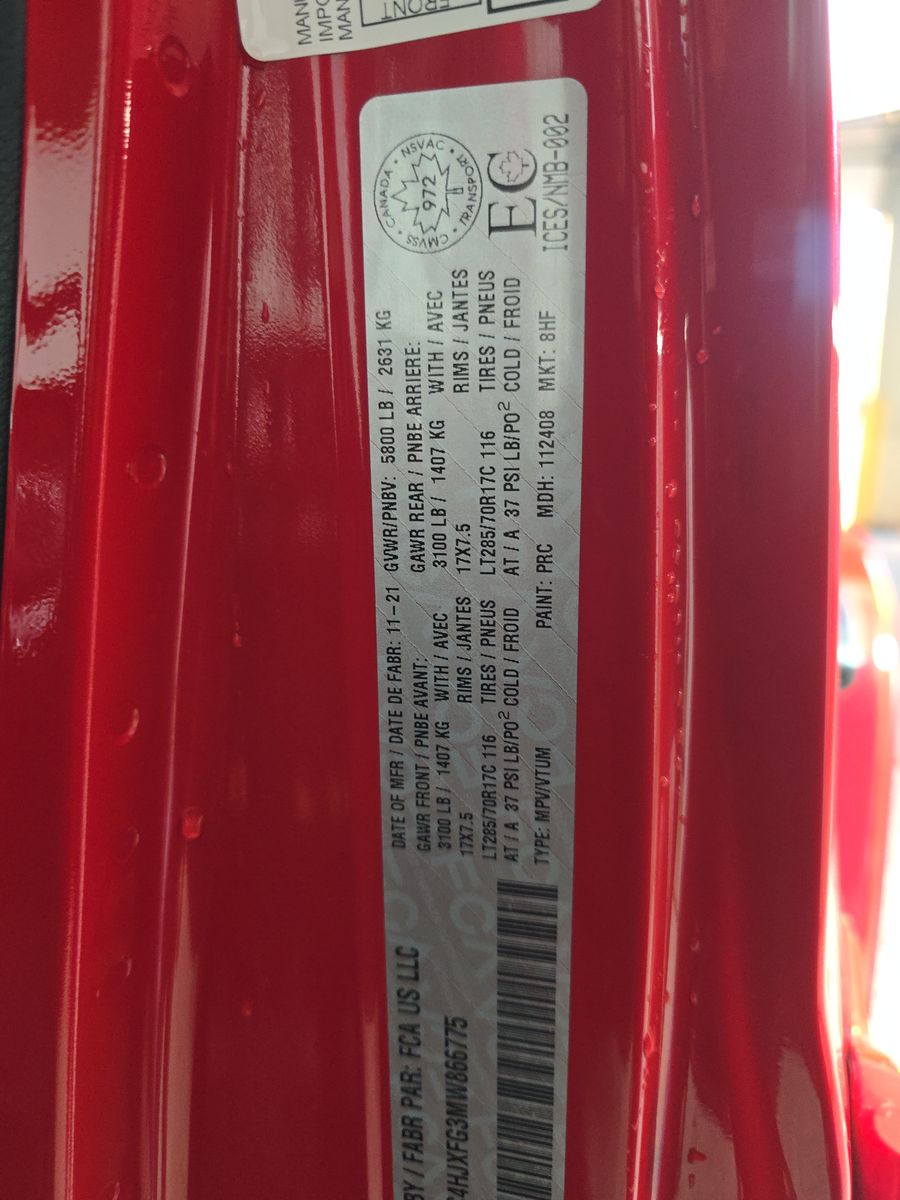 MANU
IMPO
MAN
FRONT
BY / FABR PAR: FCA US LLC
4HJXFG3MW866775
DATE OF MFR / DATE DE FABR: 11-21 GVWR/PNBV: 5800 LB / 2631 KG
GAWR FRONT / PNBE AVANT: GAWR REAR / PNBE ARRIERE:
3100 LB / 1407 KG WITH / AVEC 3100 LB / 1407 KG WITH / AVEC
17X7.5 RIMS / JANTES 17X7.5 RIMS / JANTES
LT285/70R17C 116 TIRES / PNEUS LT285/70R17C 116 TIRES / PNEUS
AT / A 37 PSI LB/PO² COLD / FROID AT / A 37 PSI LB/PO² COLD / FROID
TYPE: MPV/VTUM PAINT: PRC MDH: 112408 MKT: 8HF
CANADA • NSVAC • TRANSPORT • CMVSS •
972
EC
ICES/NMB-002